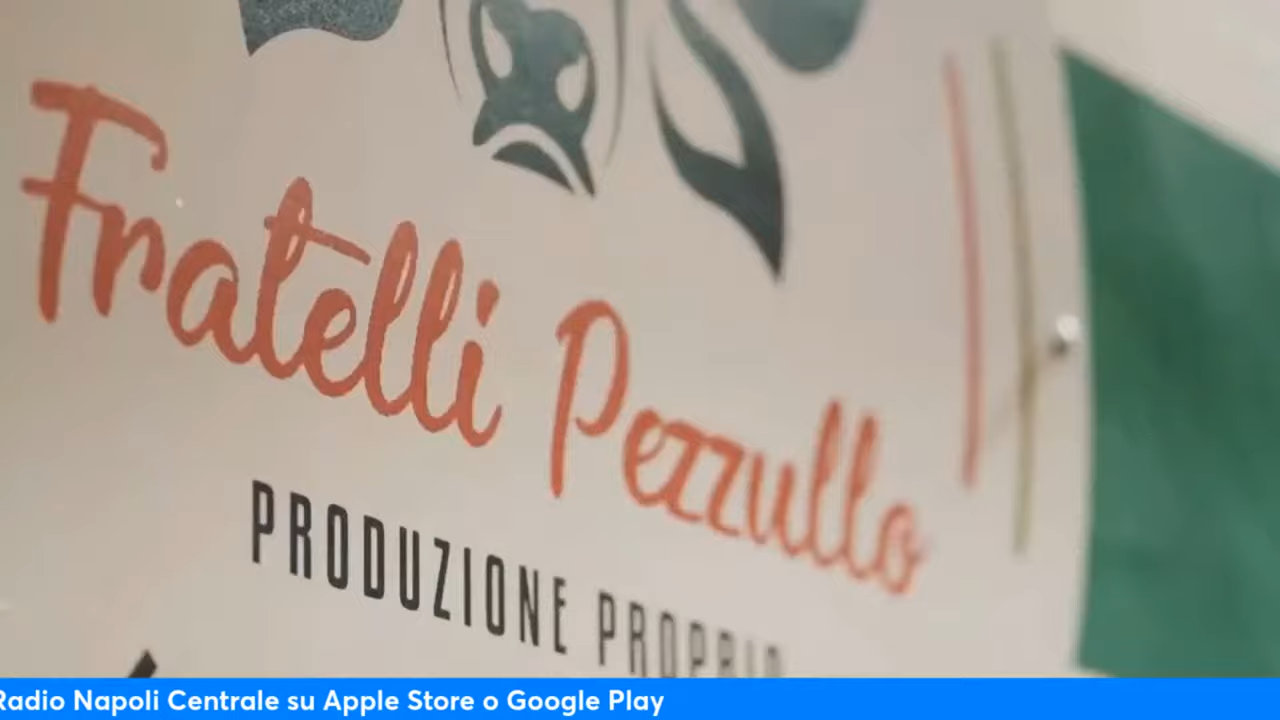 Fratelli Pezzullo
PRODUZIONE PROPRIA
Radio Napoli Centrale su Apple Store o Google Play